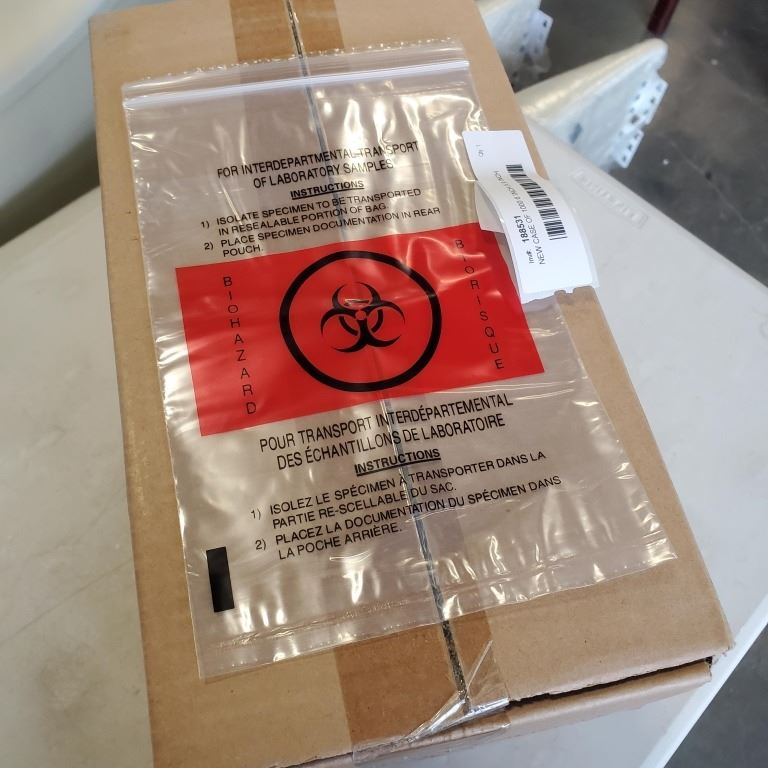 FOR INTERDEPARTMENTAL TRANSPORT
OF LABORATORY SAMPLES
INSTRUCTIONS
1) ISOLATE SPECIMEN TO BE TRANSPORTED
IN RESEALABLE PORTION OF BAG.
2) PLACE SPECIMEN DOCUMENTATION IN REAR
POUCH.
BIOHAZARD
BIORISQUE
POUR TRANSPORT INTERDÉPARTEMENTAL
DES ÉCHANTILLONS DE LABORATOIRE
INSTRUCTIONS
1) ISOLEZ LE SPÉCIMEN À TRANSPORTER DANS LA
PARTIE RE-SCELLABLE DU SAC.
2) PLACEZ LA DOCUMENTATION DU SPÉCIMEN DANS
LA POCHE ARRIÈRE.
Inv#: 188531
NEW CASE OF 100